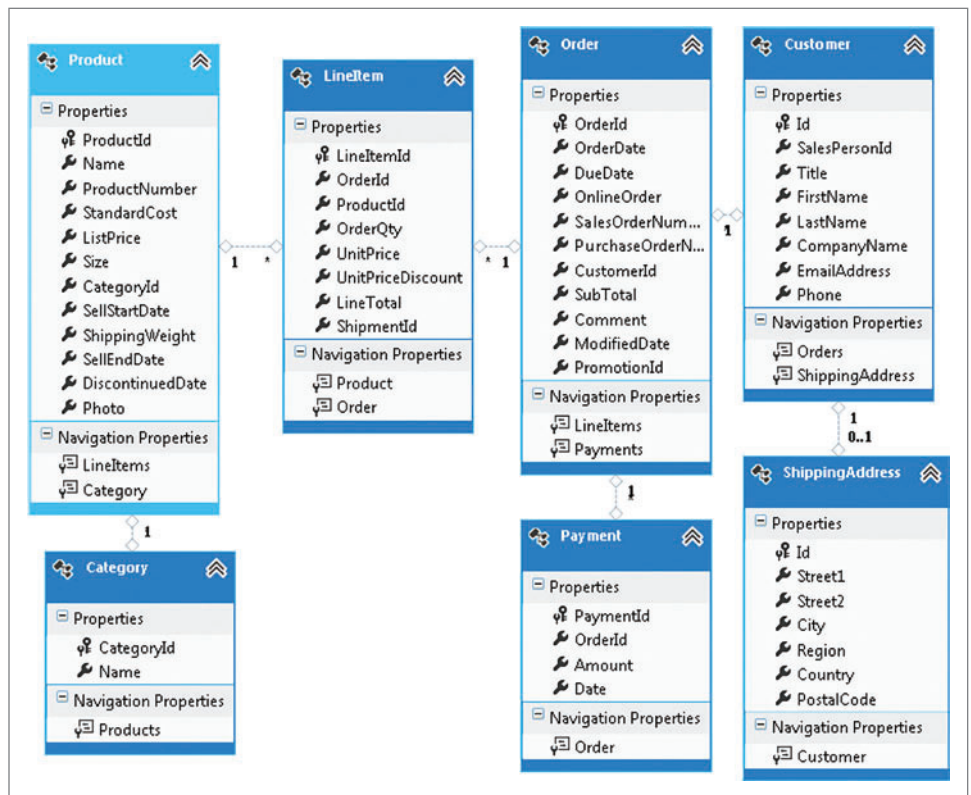 Product
Properties
ProductId
Name
ProductNumber
StandardCost
ListPrice
Size
CategoryId
SellStartDate
ShippingWeight
SellEndDate
DiscontinuedDate
Photo
Navigation Properties
LineItems
Category
1
*
LineItem
Properties
LineItemId
OrderId
ProductId
OrderQty
UnitPrice
UnitPriceDiscount
LineTotal
ShipmentId
Navigation Properties
Product
Order
* 1
Order
Properties
OrderId
OrderDate
DueDate
OnlineOrder
SalesOrderNum...
PurchaseOrderN...
CustomerId
SubTotal
Comment
ModifiedDate
PromotionId
Navigation Properties
LineItems
Payments
1
Customer
Properties
Id
SalesPersonId
Title
FirstName
LastName
CompanyName
EmailAddress
Phone
Navigation Properties
Orders
ShippingAddress
1
0..1
1
Category
Properties
CategoryId
Name
Navigation Properties
Products
1
Payment
Properties
PaymentId
OrderId
Amount
Date
Navigation Properties
Order
ShippingAddress
Properties
Id
Street1
Street2
City
Region
Country
PostalCode
Navigation Properties
Customer